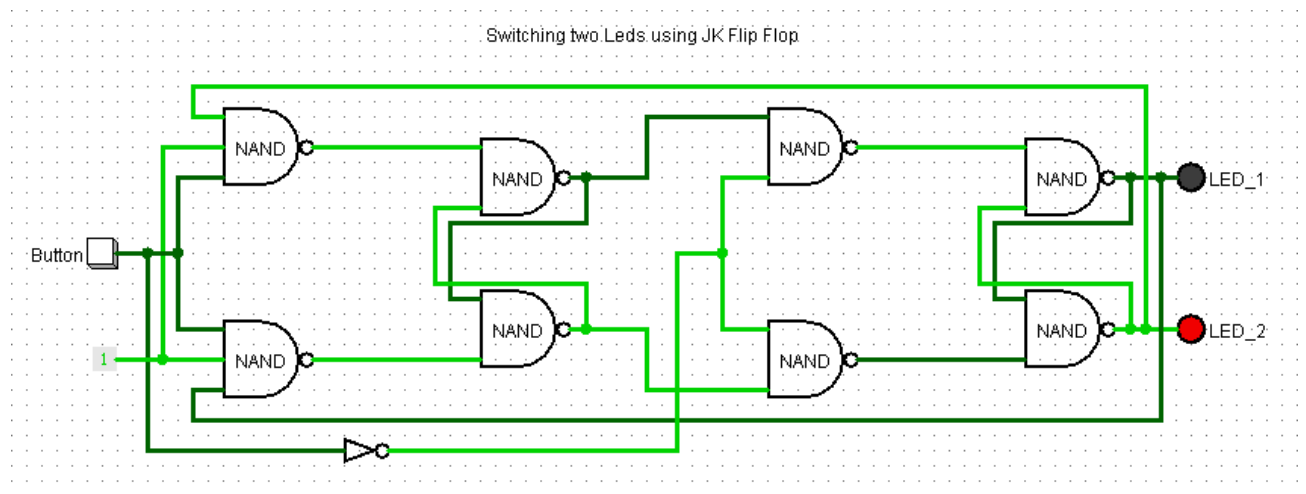 Switching two Leds using JK Flip Flop
NAND
NAND
NAND
NAND
LED_1
Button
NAND
NAND
LED_2
1
NAND
NAND